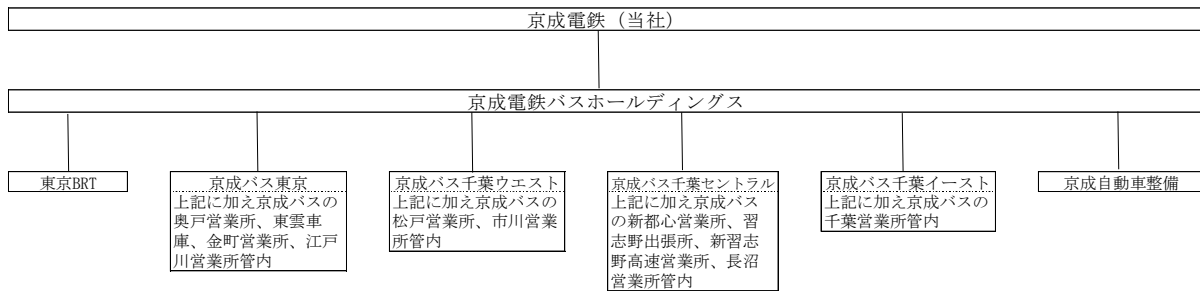 京成電鉄（当社）
京成電鉄バスホールディングス
東京BRT
京成バス東京
上記に加え京成バスの
奥戸営業所、東雲車
庫、金町営業所、江戸
川営業所管内
京成バス千葉ウエスト
上記に加え京成バスの
松戸営業所、市川営業
所管内
京成バス千葉セントラル
上記に加え京成バス
の新都心営業所、習
志野出張所、新習志
野高速営業所、長沼
営業所管内
京成バス千葉イースト
上記に加え京成バスの
千葉営業所管内
京成自動車整備